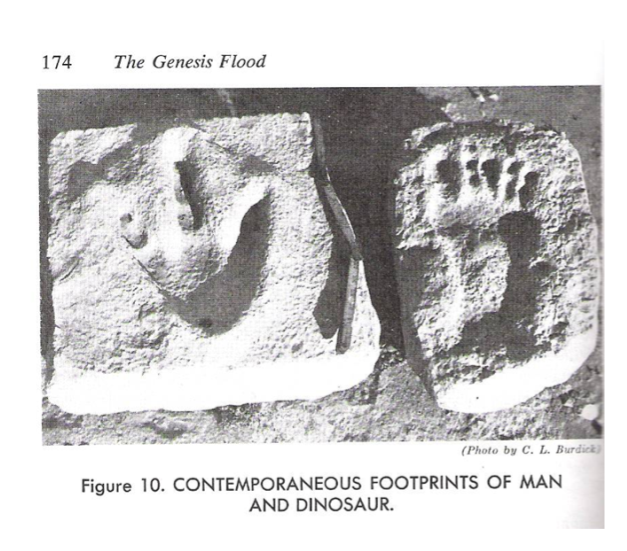 174 The Genesis Flood
(Photo by C. L. Burdick)
Figure 10. CONTEMPORANEOUS FOOTPRINTS OF MAN
AND DINOSAUR.